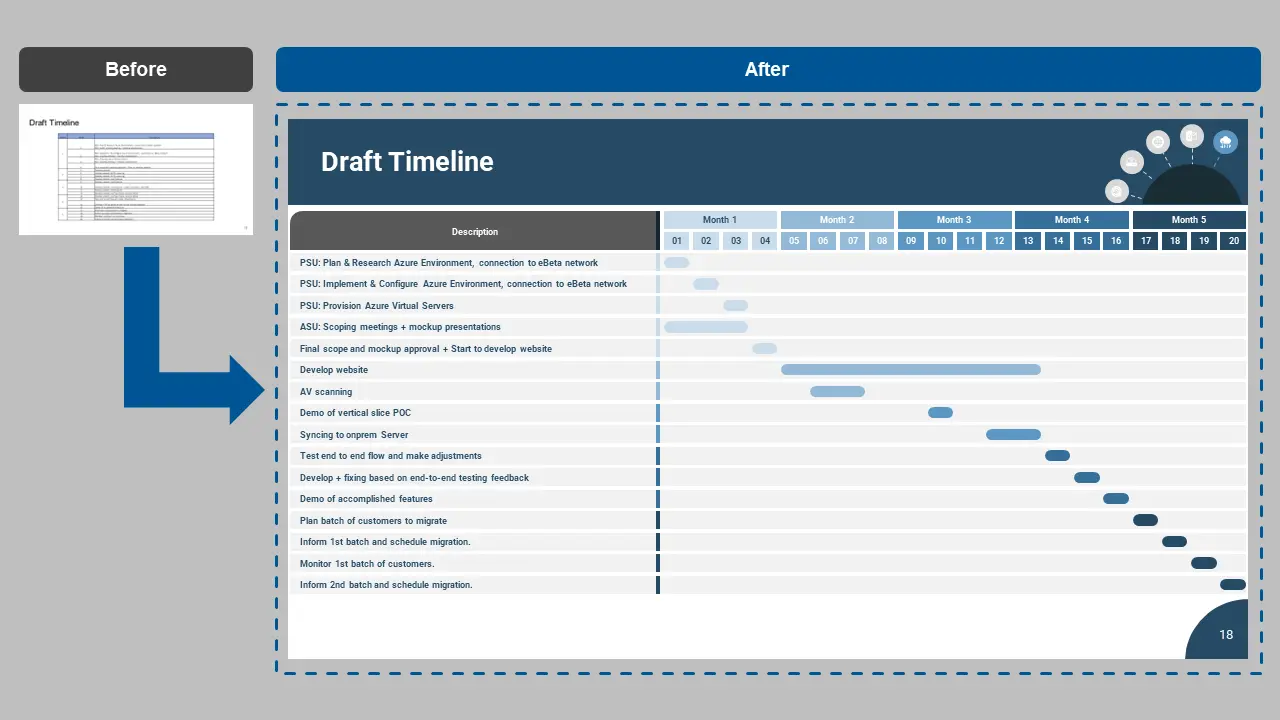 Before
After
Draft Timeline
Draft Timeline
Description
Month 1
Month 2
Month 3
Month 4
Month 5
01 02 03 04 05 06 07 08 09 10 11 12 13 14 15 16 17 18 19 20
PSU: Plan & Research Azure Environment, connection to eBeta network
PSU: Implement & Configure Azure Environment, connection to eBeta network
PSU: Provision Azure Virtual Servers
ASU: Scoping meetings + mockup presentations
Final scope and mockup approval + Start to develop website
Develop website
AV scanning
Demo of vertical slice POC
Syncing to onprem Server
Test end to end flow and make adjustments
Develop + fixing based on end-to-end testing feedback
Demo of accomplished features
Plan batch of customers to migrate
Inform 1st batch and schedule migration.
Monitor 1st batch of customers.
Inform 2nd batch and schedule migration.
18